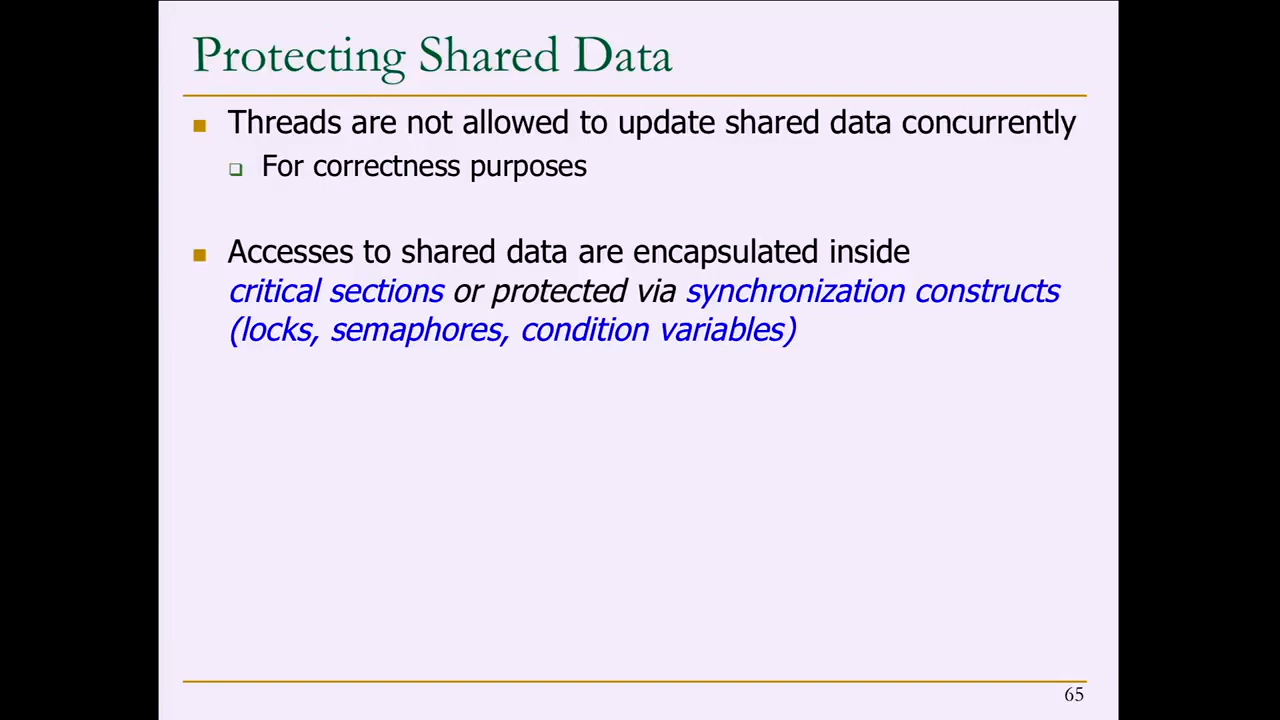 Protecting Shared Data
Threads are not allowed to update shared data concurrently
For correctness purposes
Accesses to shared data are encapsulated inside
critical sections or protected via synchronization constructs
(locks, semaphores, condition variables)
65